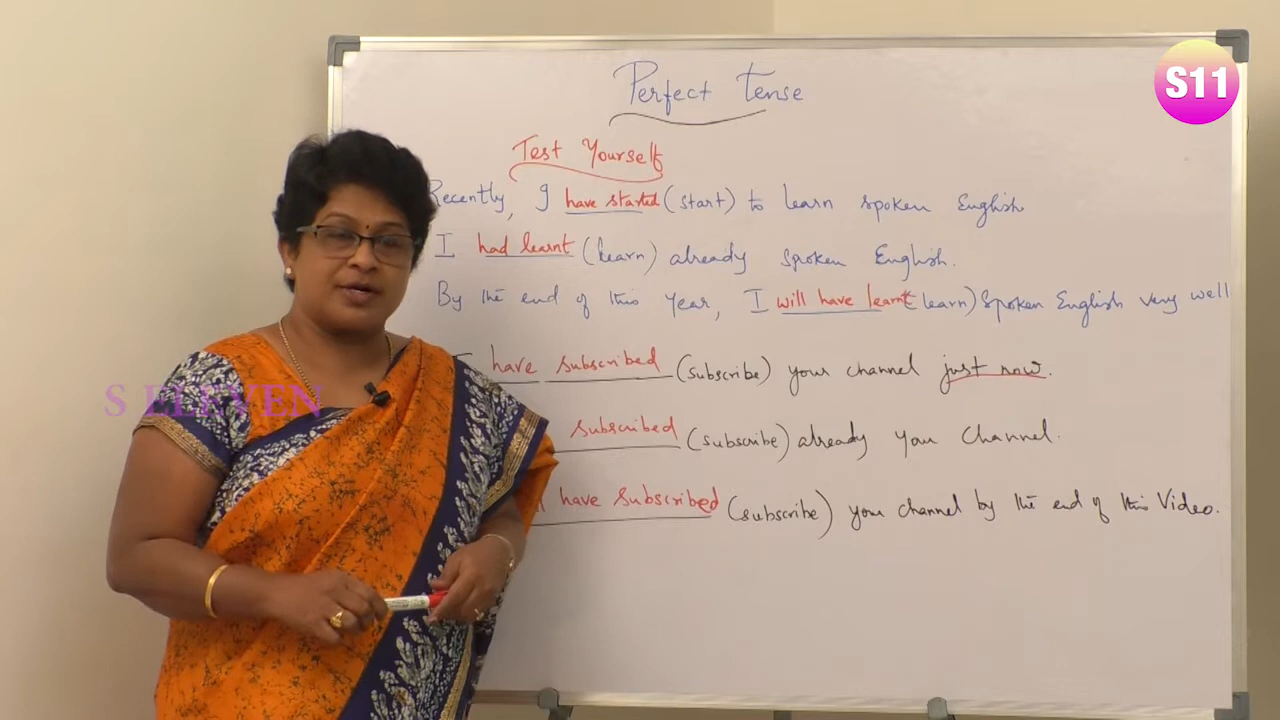 S11
Perfect Tense
Test Yourself
Recently, I have started (start) to learn spoken English
I had learnt (learn) already spoken English.
By the end of this year, I will have learnt learn) Spoken English very well
have subscribed (subscribe) your channel just now.
subscribed (subscribe) already your Channel.
have subscribed (subscribe) your channel by the end of this Video.
S ELEVEN